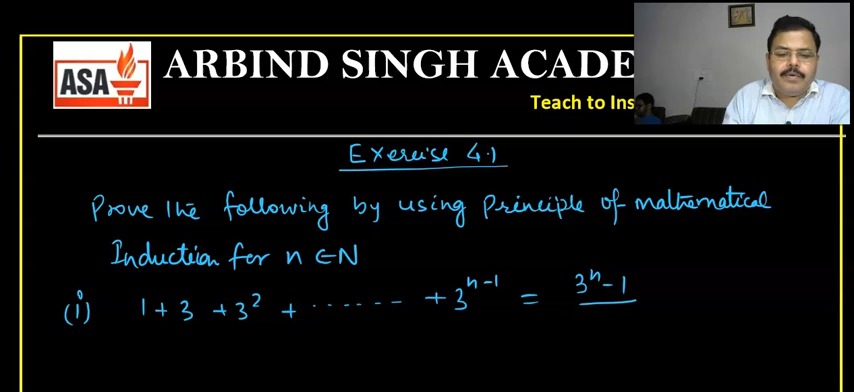 ASA
ARBIND SINGH ACADE
Teach to Ins
Exercise 4.1
Prove the following by using Principle of mathematical
Induction for n ∈ N
(i) 1 + 3 + 3² + ······ + 3ⁿ⁻¹ = 3ⁿ - 1